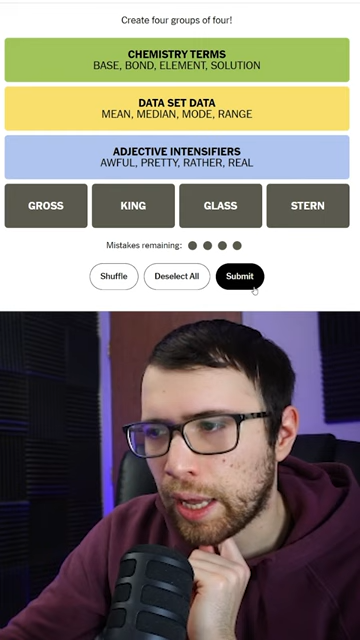 Create four groups of four!
CHEMISTRY TERMS
BASE, BOND, ELEMENT, SOLUTION
DATA SET DATA
MEAN, MEDIAN, MODE, RANGE
ADJECTIVE INTENSIFIERS
AWFUL, PRETTY, RATHER, REAL
GROSS KING GLASS STERN
Mistakes remaining:
Shuffle Deselect All Submit